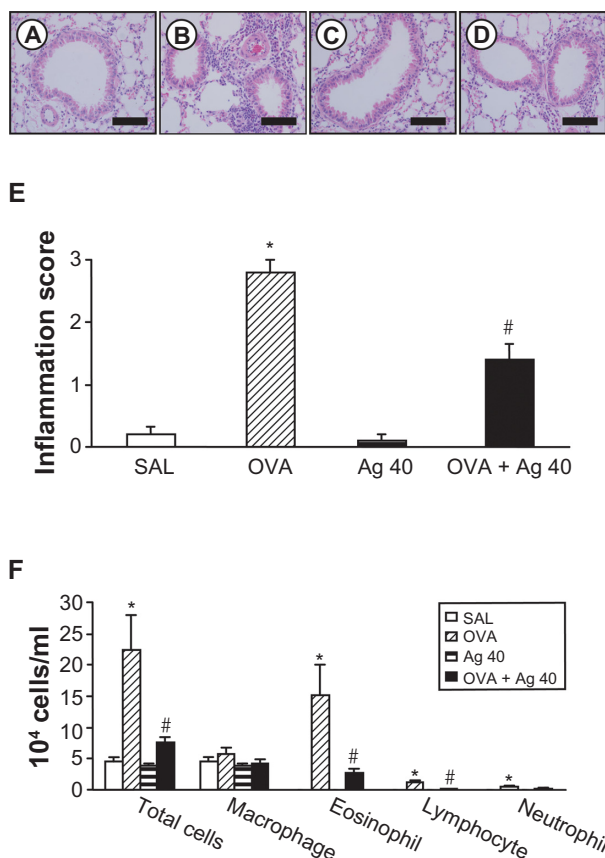 A B C D
E
*
#
3
2
1
0
Inflammation score
SAL OVA Ag 40 OVA + Ag 40
F
30
25
20
15
10
5
0
10⁴ cells/ml
* # * # * # *
SAL
OVA
Ag 40
OVA + Ag 40
Total cells Macrophage Eosinophil Lymphocyte Neutrophil